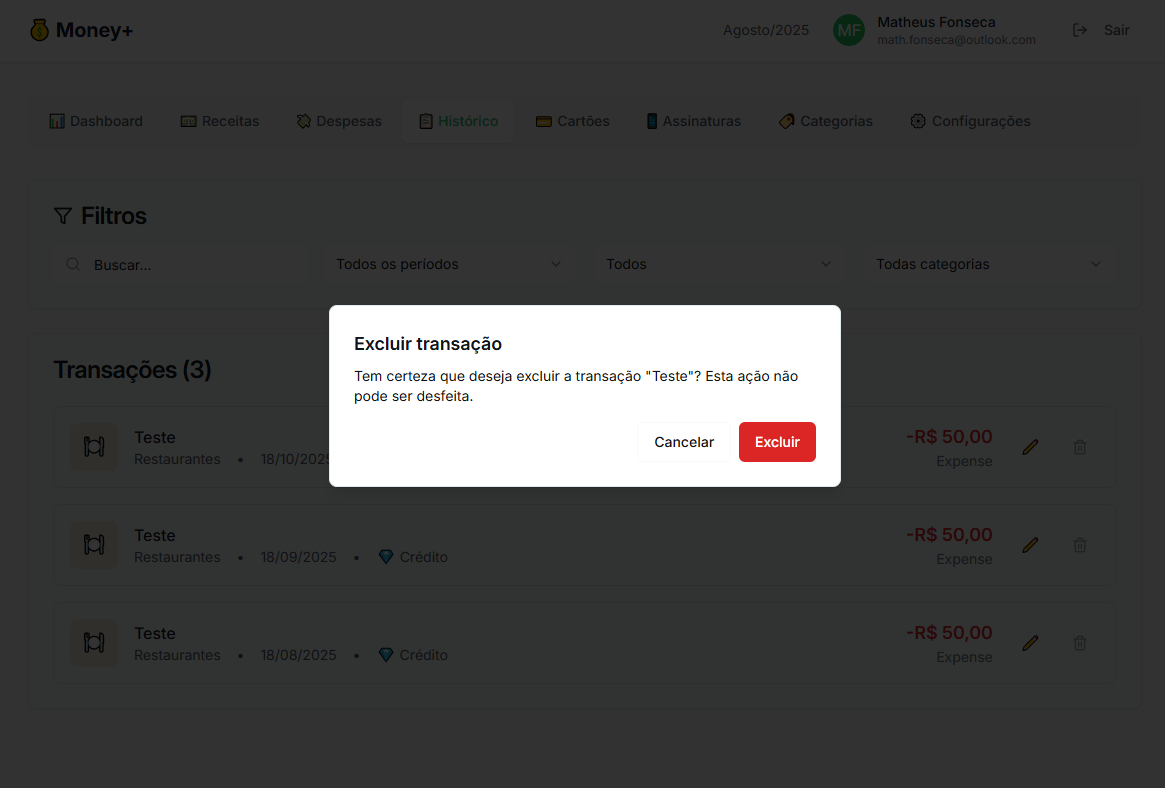 Money+
Agosto/2025
MF
Matheus Fonseca
math.fonseca@outlook.com
Sair
Dashboard
Receitas
Despesas
Histórico
Cartões
Assinaturas
Categorias
Configurações
Filtros
Buscar...
Todos os períodos
Todos
Todas categorias
Excluir transação
Tem certeza que deseja excluir a transação "Teste"? Esta ação não
pode ser desfeita.
Cancelar
Excluir
Transações (3)
Teste
Restaurantes • 18/10/2025
-R$ 50,00
Expense
Teste
Restaurantes • 18/09/2025 • Crédito
-R$ 50,00
Expense
Teste
Restaurantes • 18/08/2025 • Crédito
-R$ 50,00
Expense